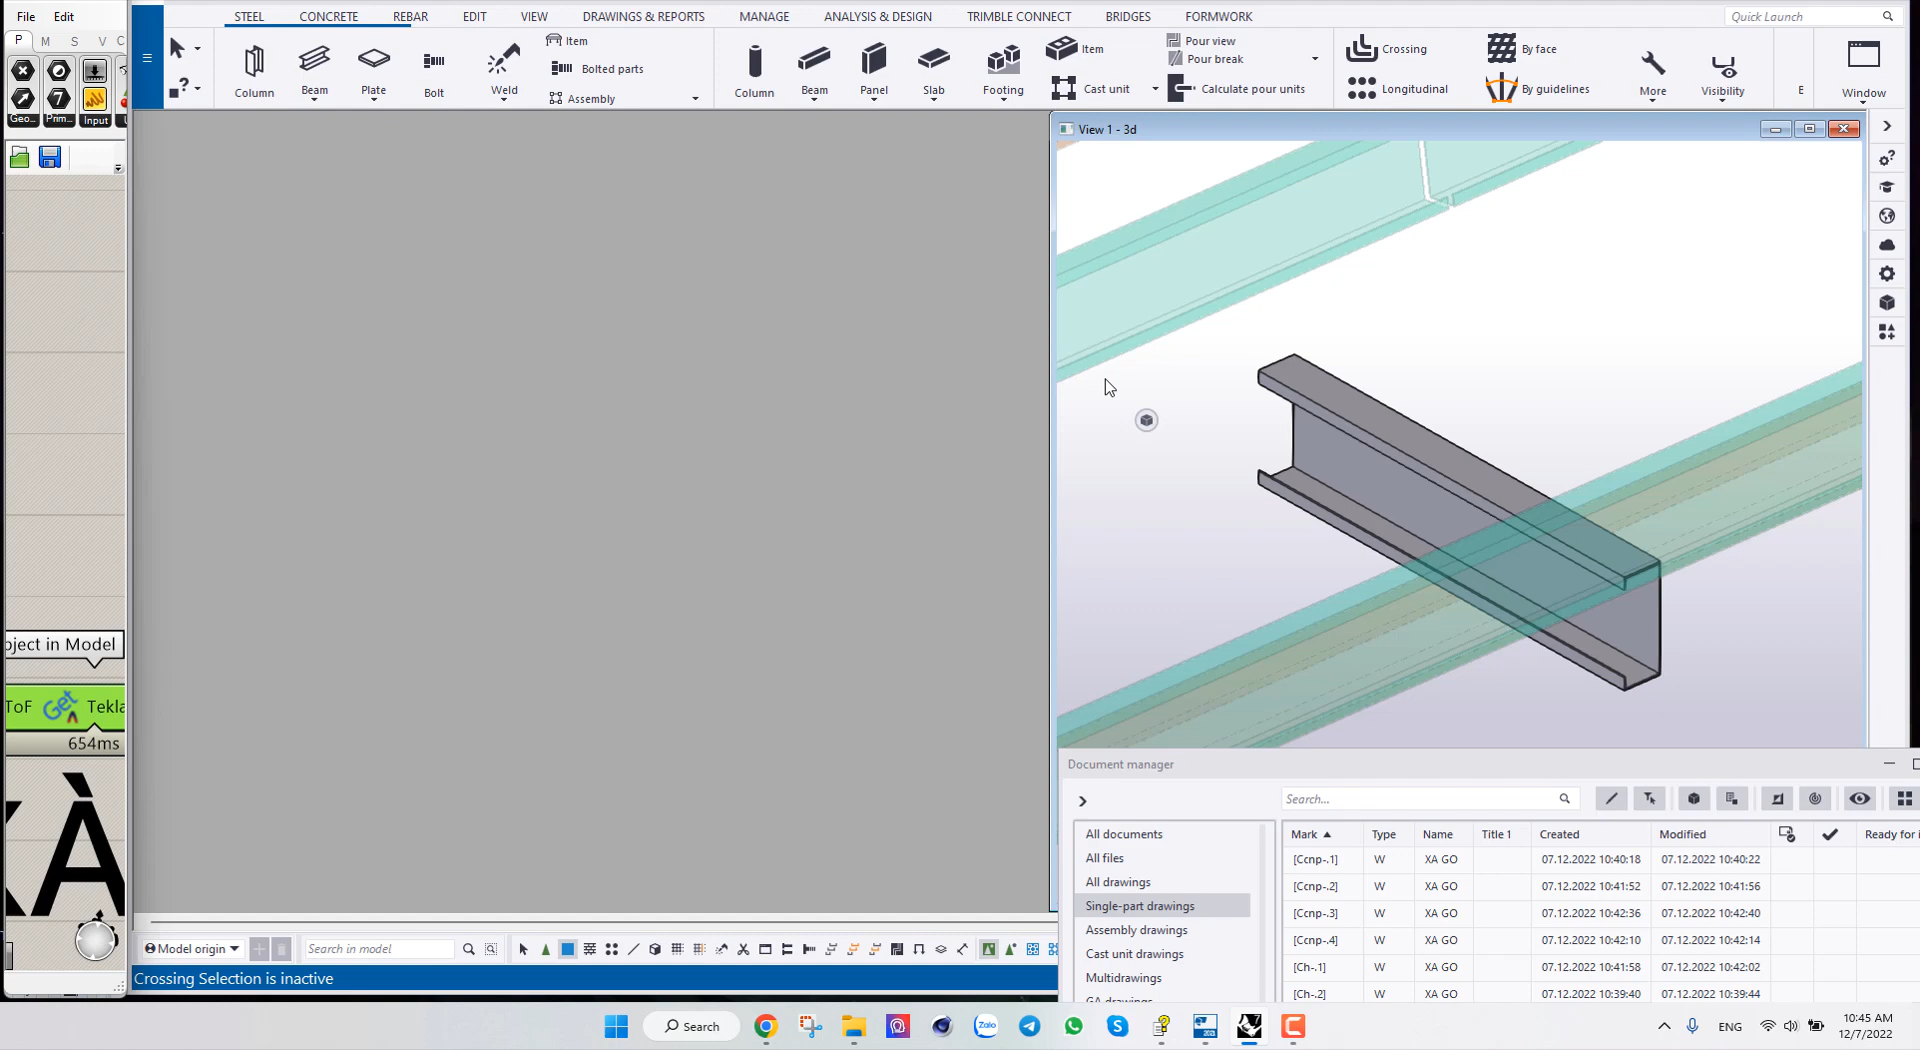 File Edit
P M S V C
Geo... Prim... Input
STEEL CONCRETE REBAR EDIT VIEW DRAWINGS & REPORTS MANAGE ANALYSIS & DESIGN TRIMBLE CONNECT BRIDGES FORMWORK
Quick Launch
Column Beam Plate Bolt Weld
Item
Bolted parts
Assembly
Column Beam Panel Slab Footing
Item
Cast unit
Pour view
Pour break
Calculate pour units
Crossing
Longitudinal
By face
By guidelines
More Visibility
E
Window
View 1 - 3d
bject in Model
ToF Get Tekla
654ms
À
Document manager
Search...
All documents
All files
All drawings
Single-part drawings
Assembly drawings
Cast unit drawings
Multidrawings
GA drawings
Mark Type Name Title 1 Created Modified Ready for i
[Ccnp-.1] W XA GO 07.12.2022 10:40:18 07.12.2022 10:40:22
[Ccnp-.2] W XA GO 07.12.2022 10:41:52 07.12.2022 10:41:56
[Ccnp-.3] W XA GO 07.12.2022 10:42:36 07.12.2022 10:42:40
[Ccnp-.4] W XA GO 07.12.2022 10:42:10 07.12.2022 10:42:14
[Ch-.1] W XA GO 07.12.2022 10:41:58 07.12.2022 10:42:02
[Ch-.2] W XA GO 07.12.2022 10:39:40 07.12.2022 10:39:44
Model origin
Search in model
Crossing Selection is inactive
Search
Zalo
ENG
10:45 AM
12/7/2022